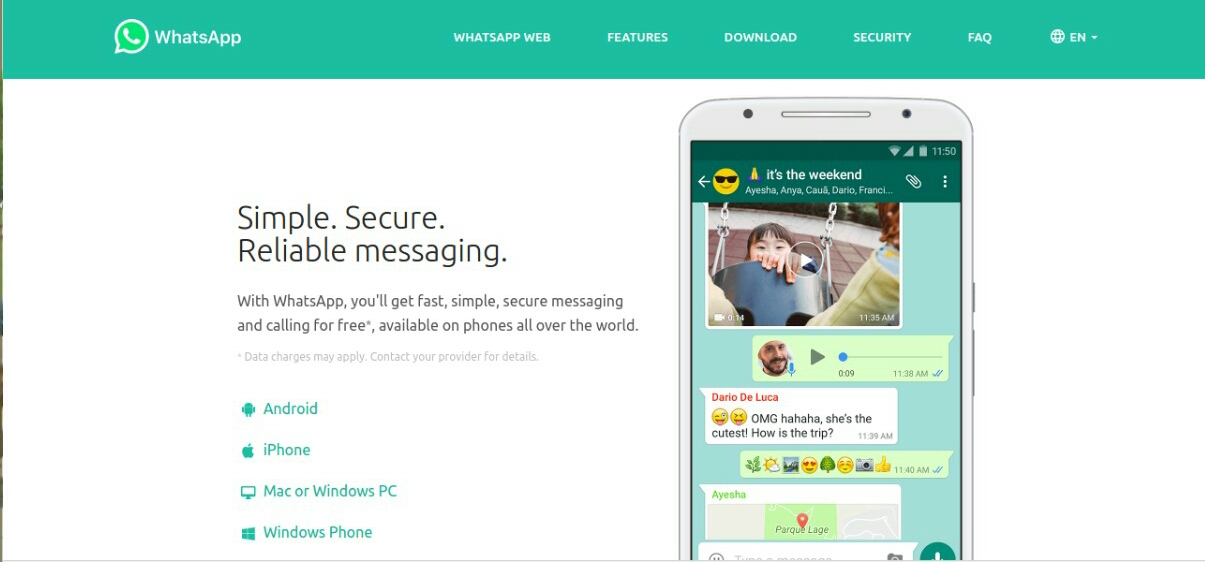 WhatsApp
WHATSAPP WEB
FEATURES
DOWNLOAD
SECURITY
FAQ
EN
Simple. Secure.
Reliable messaging.
With WhatsApp, you'll get fast, simple, secure messaging
and calling for free*, available on phones all over the world.
* Data charges may apply. Contact your provider for details.
Android
iPhone
Mac or Windows PC
Windows Phone
11:50
🙏 it's the weekend
Ayesha, Anya, Cauã, Dario, Franci...
0:14
11:35 AM
0:09
11:38 AM
Dario De Luca
😜😝 OMG hahaha, she's the
cutest! How is the trip?
11:39 AM
11:40 AM
Ayesha
Parque Lage
Type a message